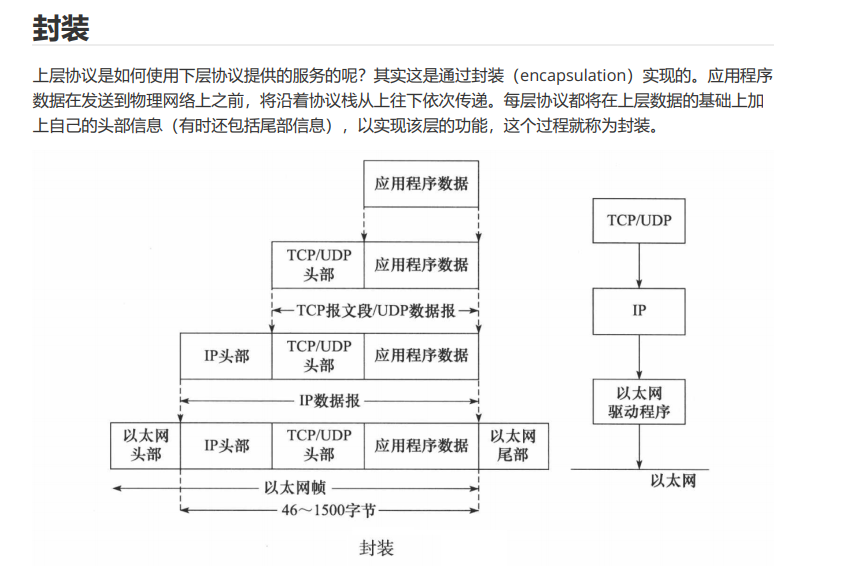 封装
上层协议是如何使用下层协议提供的服务的呢？其实这是通过封装（encapsulation）实现的。应用程序
数据在发送到物理网络上之前，将沿着协议栈从上往下依次传递。每层协议都将在上层数据的基础上加
上自己的头部信息（有时还包括尾部信息），以实现该层的功能，这个过程就称为封装。
应用程序数据
TCP/UDP
头部
应用程序数据
TCP报文段/UDP数据报
IP头部
TCP/UDP
头部
应用程序数据
IP数据报
以太网
头部
IP头部
TCP/UDP
头部
应用程序数据
以太网
尾部
以太网帧
46～1500字节
TCP/UDP
IP
以太网
驱动程序
以太网
封装